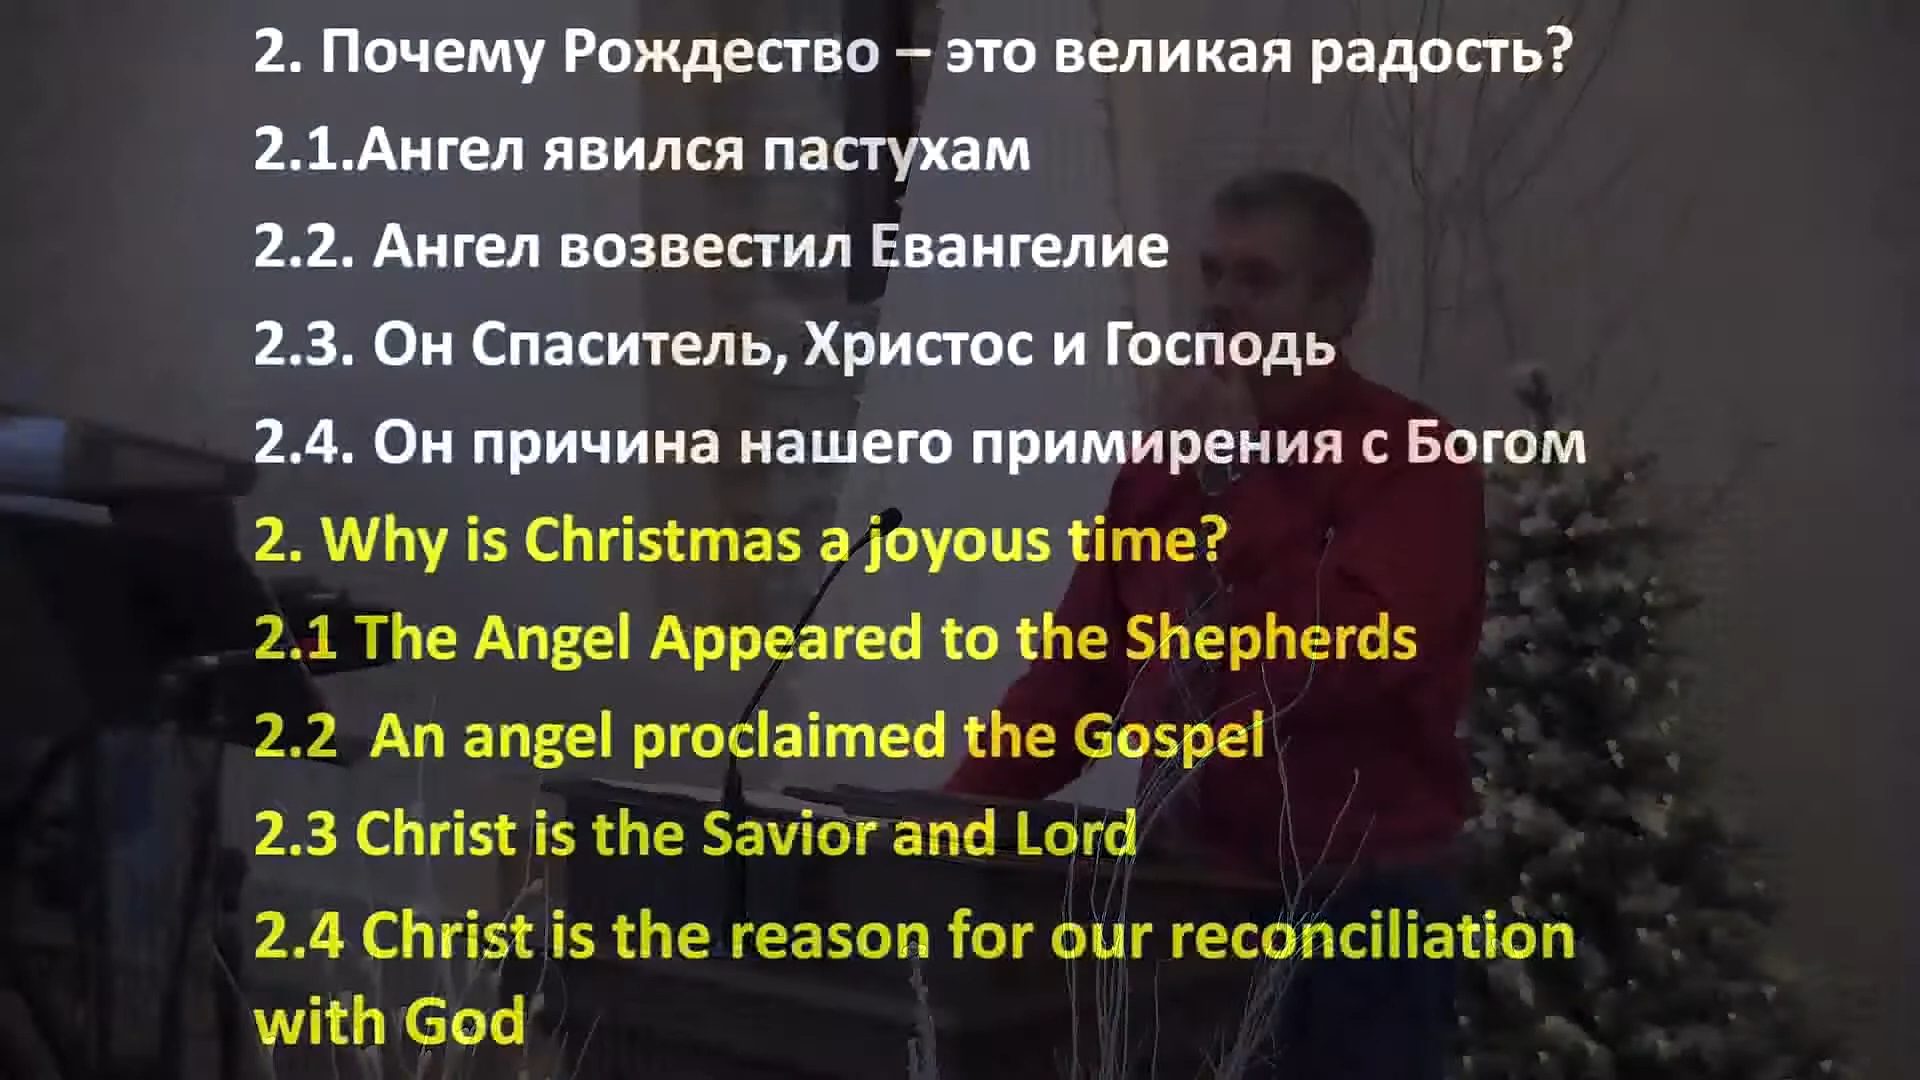 2. Почему Рождество – это великая радость?
2.1.Ангел явился пастухам
2.2. Ангел возвестил Евангелие
2.3. Он Спаситель, Христос и Господь
2.4. Он причина нашего примирения с Богом
2. Why is Christmas a joyous time?
2.1 The Angel Appeared to the Shepherds
2.2  An angel proclaimed the Gospel
2.3 Christ is the Savior and Lord
2.4 Christ is the reason for our reconciliation
with God